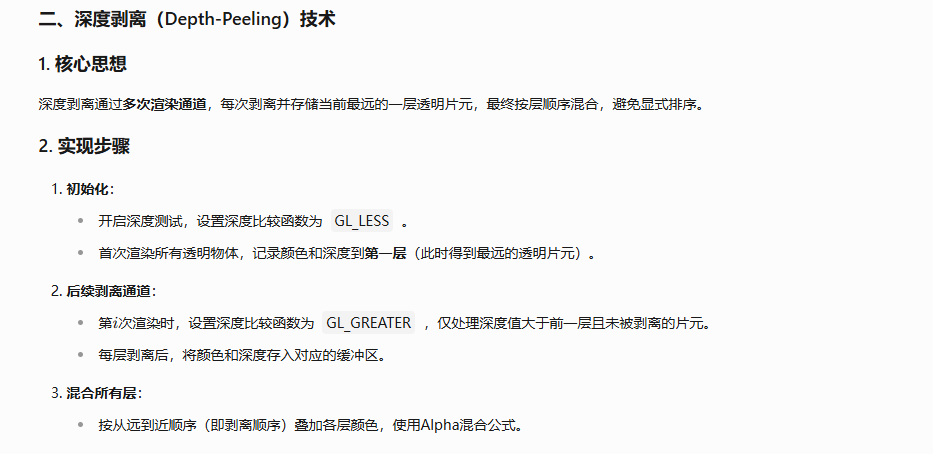 二、深度剥离（Depth-Peeling）技术
1. 核心思想
深度剥离通过多次渲染通道，每次剥离并存储当前最远的一层透明片元，最终按层顺序混合，避免显式排序。
2. 实现步骤
1. 初始化：
开启深度测试，设置深度比较函数为 GL_LESS 。
首次渲染所有透明物体，记录颜色和深度到第一层（此时得到最远的透明片元）。
2. 后续剥离通道：
第i次渲染时，设置深度比较函数为 GL_GREATER ，仅处理深度值大于前一层且未被剥离的片元。
每层剥离后，将颜色和深度存入对应的缓冲区。
3. 混合所有层：
按从远到近顺序（即剥离顺序）叠加各层颜色，使用Alpha混合公式。